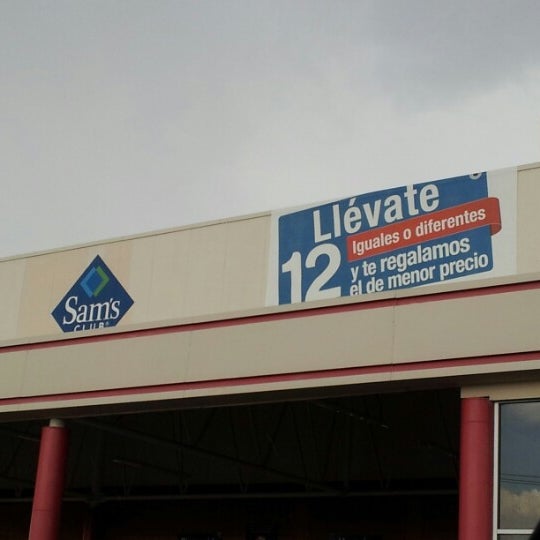 Sam's
CLUB
Llévate
12
Iguales o diferentes
y te regalamos
el de menor precio